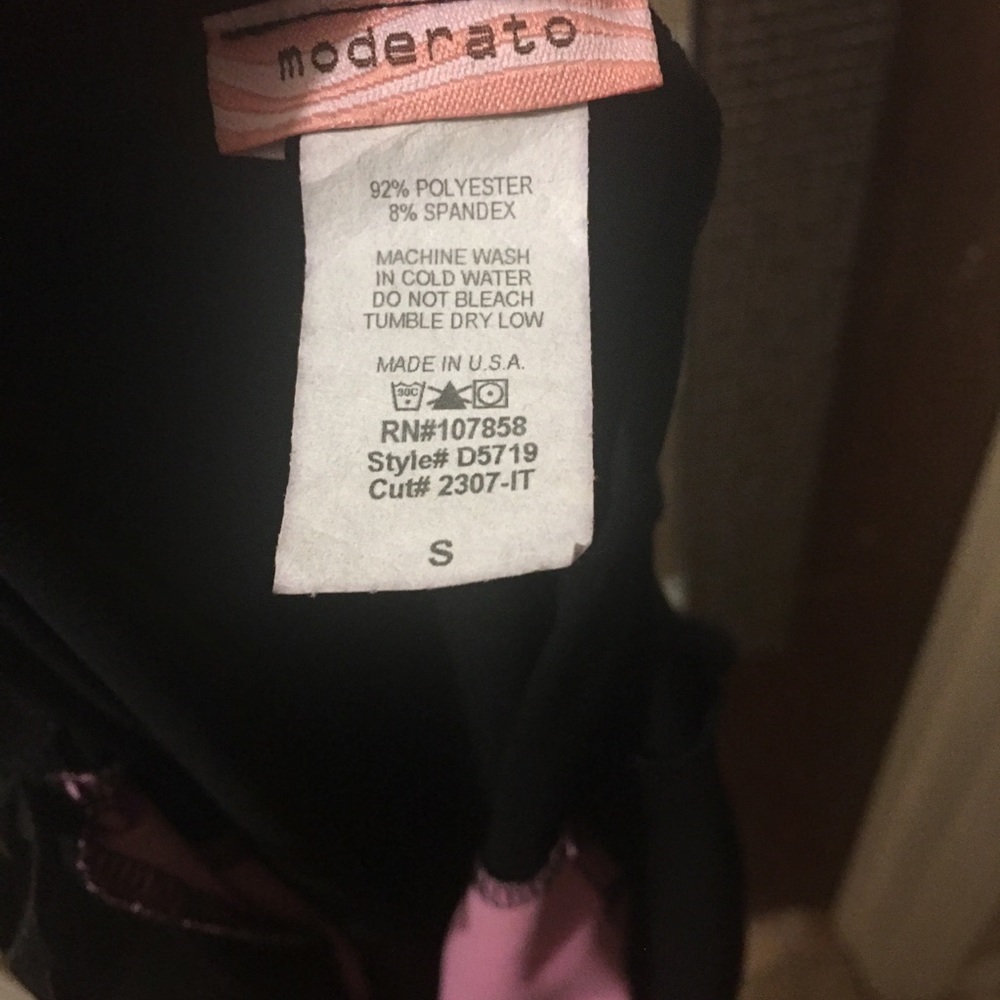 moderato
92% POLYESTER
8% SPANDEX
MACHINE WASH
IN COLD WATER
DO NOT BLEACH
TUMBLE DRY LOW
MADE IN U.S.A.
30C
RN#107858
Style# D5719
Cut# 2307-IT
S